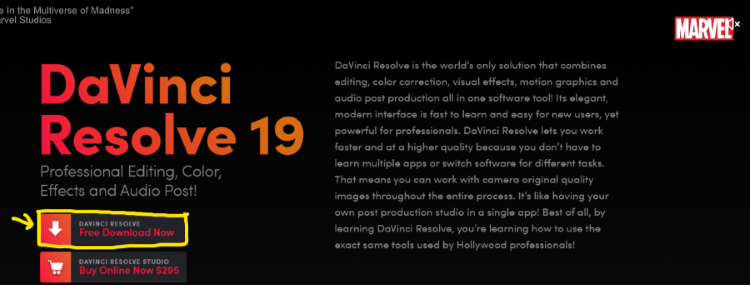 e In the Multiverse of Madness"
arvel Studios
MARVEL
DaVinci
Resolve 19
Professional Editing, Color,
Effects and Audio Post!
DAVINCI RESOLVE
Free Download Now
DAVINCI RESOLVE STUDIO
Buy Online Now $295
DaVinci Resolve is the world's only solution that combines
editing, color correction, visual effects, motion graphics and
audio post production all in one software tool! Its elegant,
modern interface is fast to learn and easy for new users, yet
powerful for professionals. DaVinci Resolve lets you work
faster and at a higher quality because you don't have to
learn multiple apps or switch software for different tasks.
That means you can work with camera original quality
images throughout the entire process. It's like having your
own post production studio in a single app! Best of all, by
learning DaVinci Resolve, you're learning how to use the
exact same tools used by Hollywood professionals!